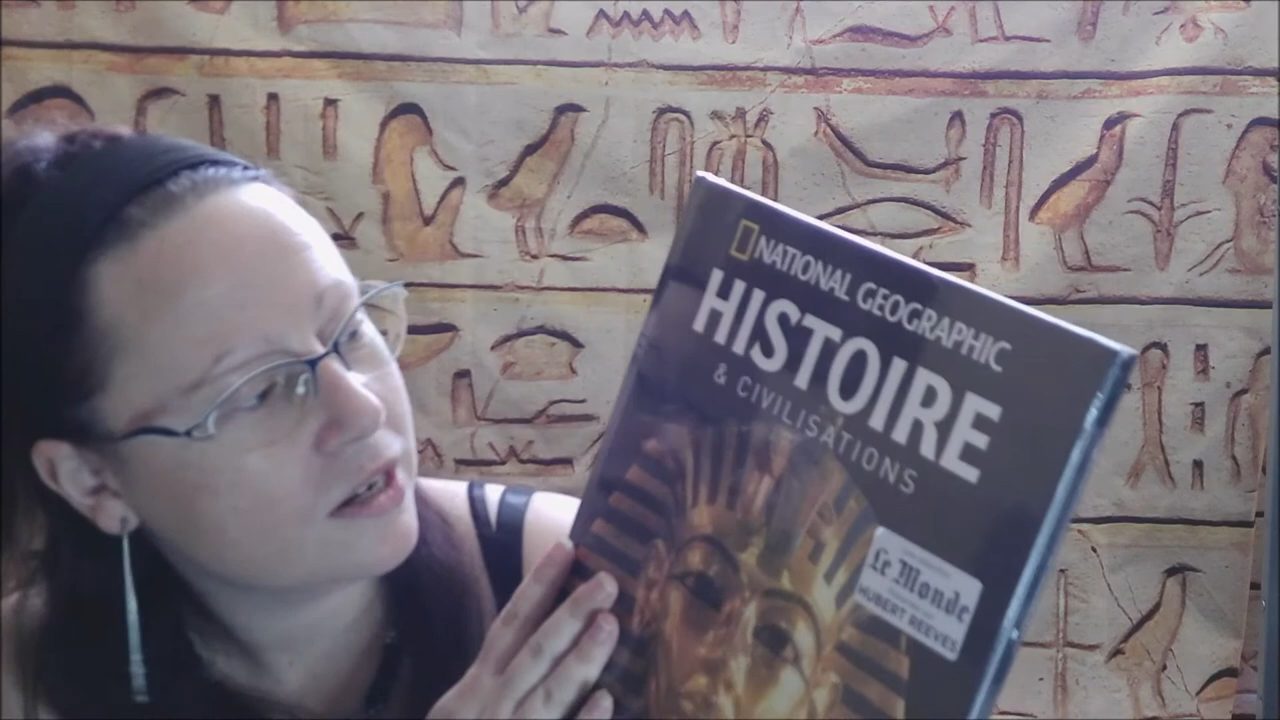 NATIONAL GEOGRAPHIC
HISTOIRE
& CIVILISATIONS
Le Monde
HUBERT REEVES